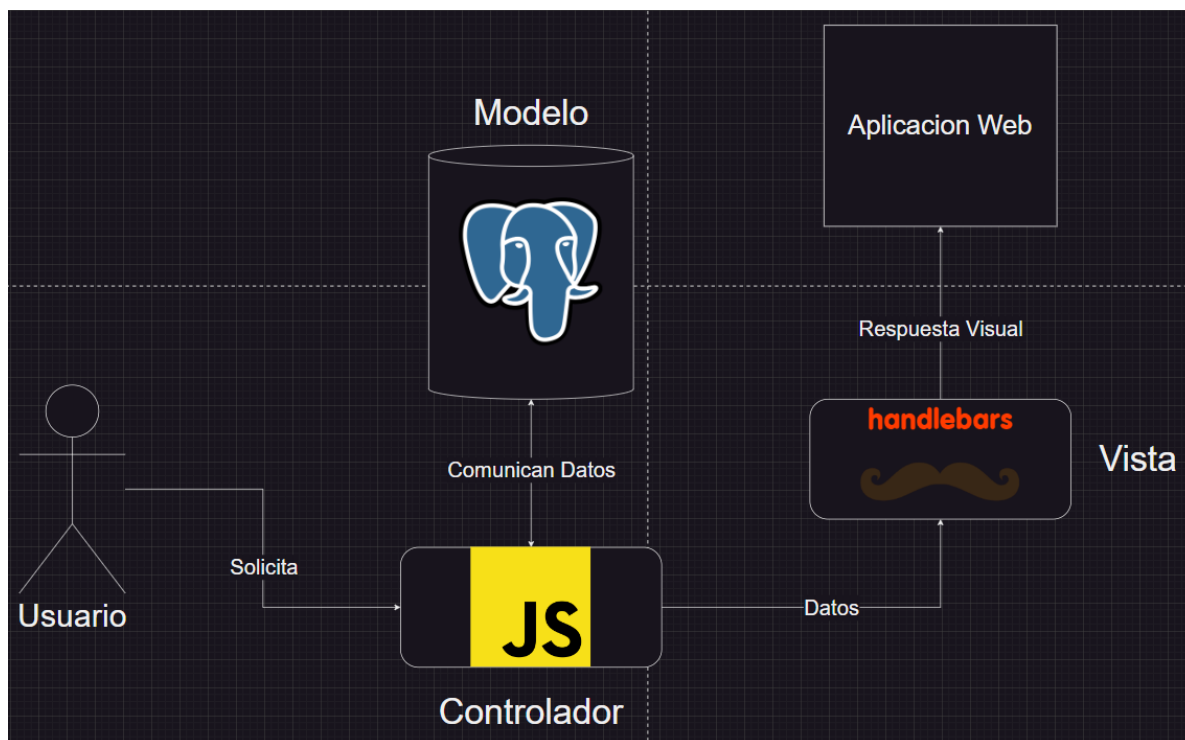 Modelo
Aplicacion Web
Respuesta Visual
handlebars
Vista
Comunican Datos
Solicita
Usuario
JS
Datos
Controlador